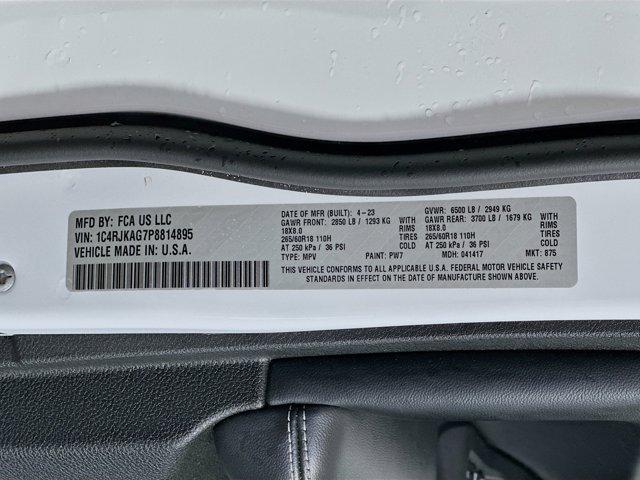 MFD BY: FCA US LLC
VIN: 1C4RJKAG7P8814895
VEHICLE MADE IN: U.S.A.
DATE OF MFR (BUILT): 4-23
GAWR FRONT: 2850 LB / 1293 KG WITH
18X8.0 RIMS
265/60R18 110H TIRES
AT 250 kPa / 36 PSI COLD
TYPE: MPV PAINT: PW7
GVWR: 6500 LB / 2949 KG
GAWR REAR: 3700 LB / 1679 KG WITH
18X8.0 RIMS
265/60R18 110H TIRES
AT 250 kPa / 36 PSI COLD
MDH: 041417 MKT: 875
THIS VEHICLE CONFORMS TO ALL APPLICABLE U.S.A. FEDERAL MOTOR VEHICLE SAFETY
STANDARDS IN EFFECT ON THE DATE OF MANUFACTURE SHOWN ABOVE.